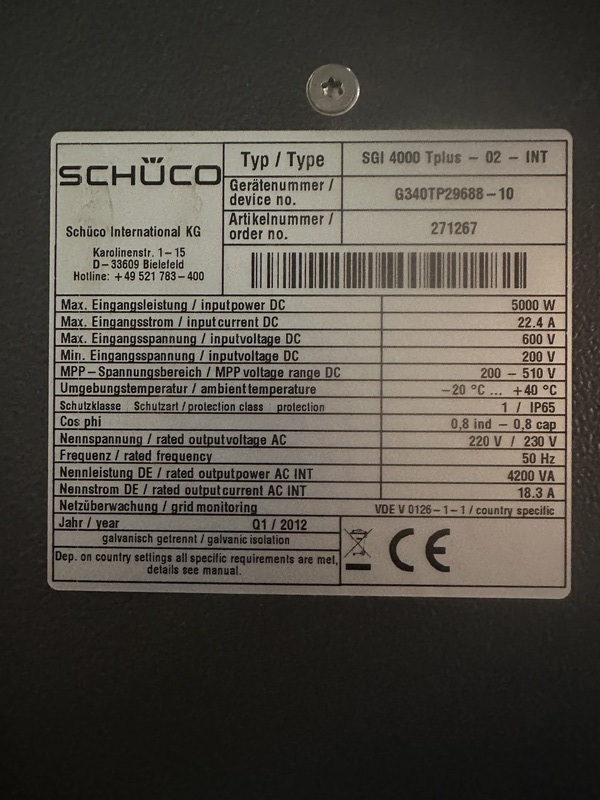 SCHÜCO
Schüco International KG
Karolinenstr. 1-15
D-33609 Bielefeld
Hotline: +49 521 783-400
Typ / Type SGI 4000 Tplus - 02 - INT
Gerätenummer / device no. G340TP29688-10
Artikelnummer / order no. 271267
Max. Eingangsleistung / inputpower DC 5000 W
Max. Eingangsstrom / inputcurrent DC 22.4 A
Max. Eingangsspannung / inputvoltage DC 600 V
Min. Eingangsspannung / inputvoltage DC 200 V
MPP-Spannungsbereich / MPP voltage range DC 200 - 510 V
Umgebungstemperatur / ambienttemperature -20 °C ... +40 °C
Schutzklasse Schutzart / protection class protection 1 / IP65
Cos phi 0,8 ind - 0,8 cap
Nennspannung / rated outputvoltage AC 220 V / 230 V
Frequenz / rated frequency 50 Hz
Nennleistung DE / rated outputpower AC INT 4200 VA
Nennstrom DE / rated outputcurrent AC INT 18.3 A
Netzüberwachung / grid monitoring VDE V 0126-1-1 / country specific
Jahr / year Q1 / 2012
galvanisch getrennt / galvanic isolation
Dep. on country settings all specific requirements are met,
details see manual.
CE